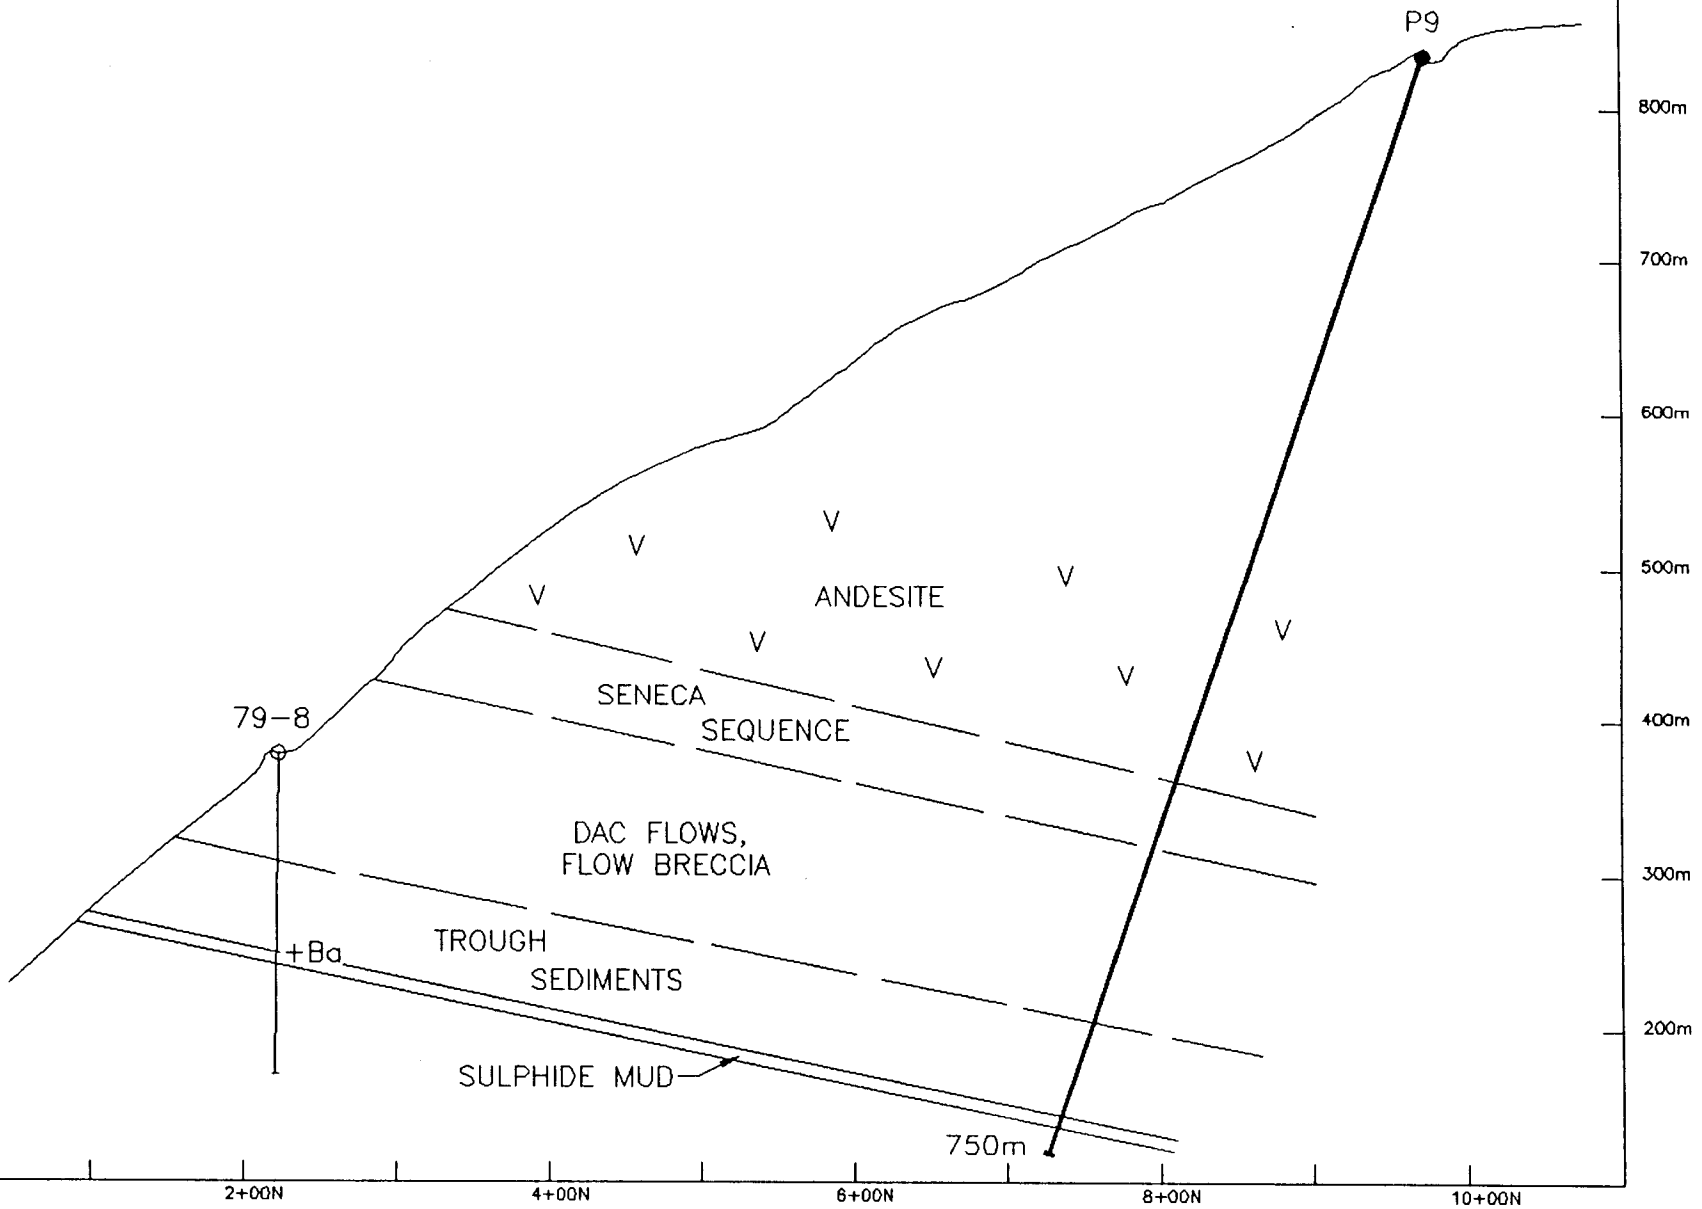 P9
800m
700m
600m
500m
ANDESITE
SENECA
SEQUENCE
400m
79-8
DAC FLOWS,
FLOW BRECCIA
300m
TROUGH
+Ba
SEDIMENTS
200m
SULPHIDE MUD
750m
2+00N 4+00N 6+00N 8+00N 10+00N